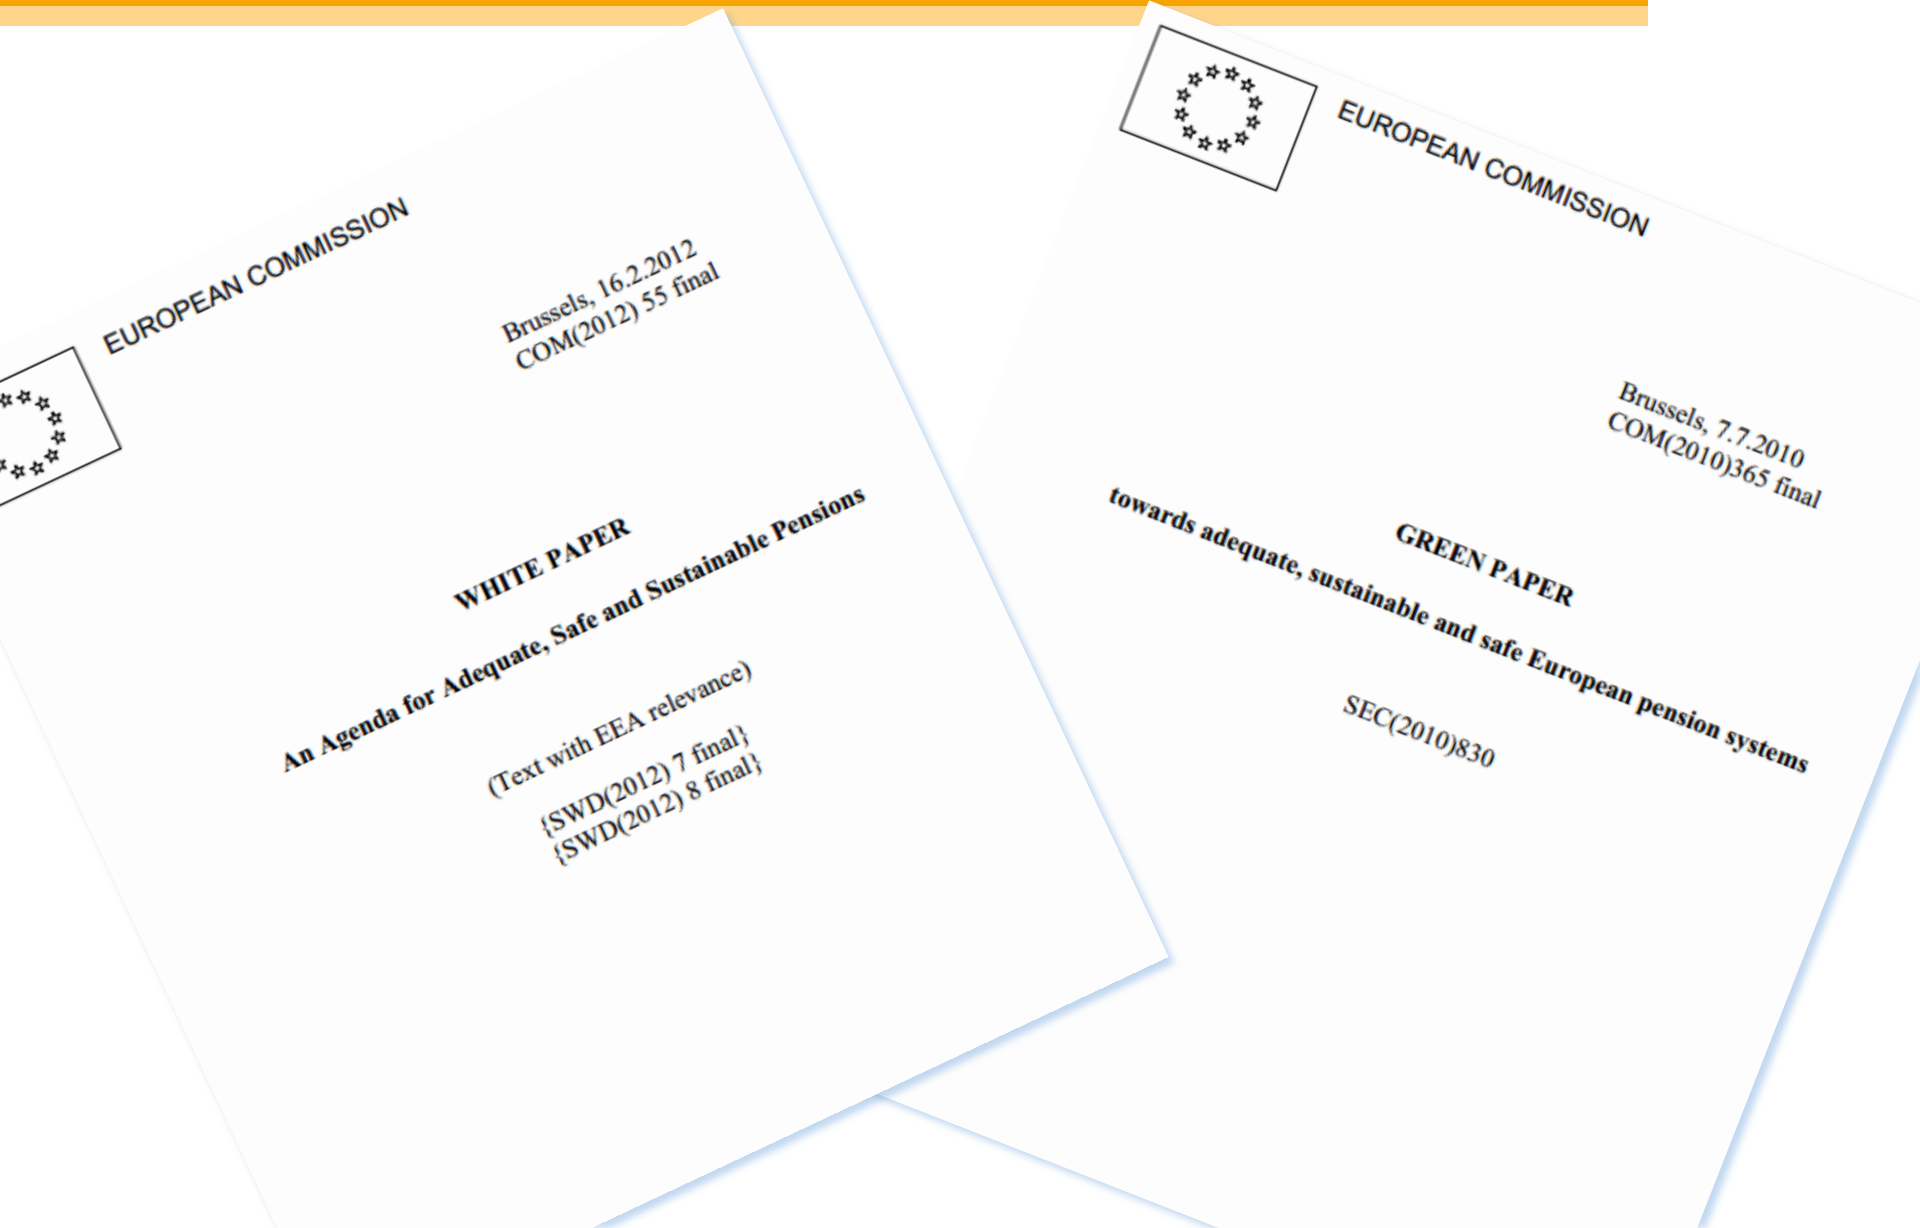 EUROPEAN COMMISSION
Brussels, 16.2.2012
COM(2012) 55 final
WHITE PAPER
An Agenda for Adequate, Safe and Sustainable Pensions
(Text with EEA relevance)
{SWD(2012) 7 final}
{SWD(2012) 8 final}
EUROPEAN COMMISSION
Brussels, 7.7.2010
COM(2010)365 final
GREEN PAPER
towards adequate, sustainable and safe European pension systems
SEC(2010)830